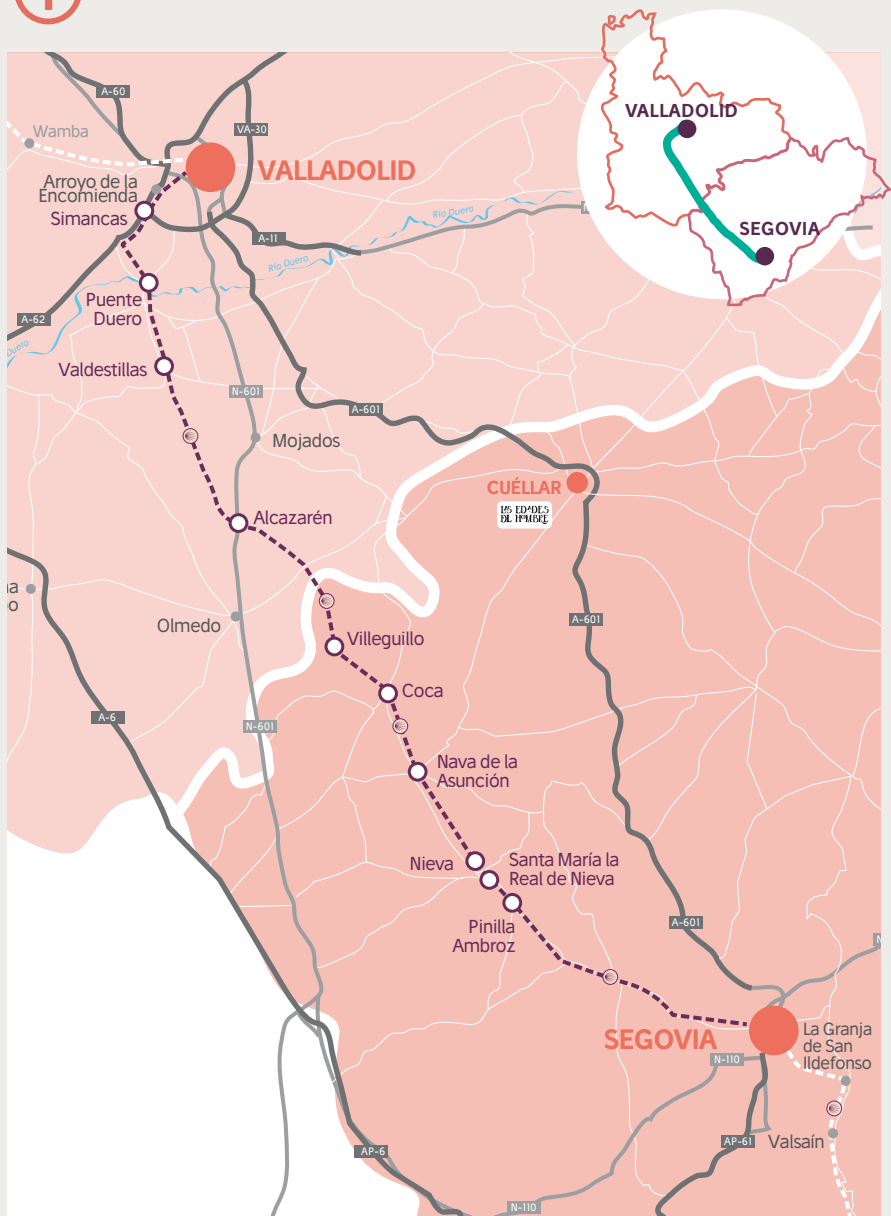 1
A-60
Wamba
VA-30
VALLADOLID
Arroyo de la
Encomienda
Simancas
A-11
Río Duero
Río Duero
Puente
Duero
A-62
Duero
Valdestillas
N-601
A-601
Mojados
CUÉLLAR
LAS EDADES
DEL HOMBRE
Alcazarén
na
o
Olmedo
A-601
Villeguillo
Coca
A-6
N-601
Nava de la
Asunción
Nieva
Santa María la
Real de Nieva
Pinilla
Ambroz
A-601
N
SEGOVIA
La Granja
de San
Ildefonso
N-110
AP-61
Valsaín
AP-6
N-110
VALLADOLID
SEGOVIA
N